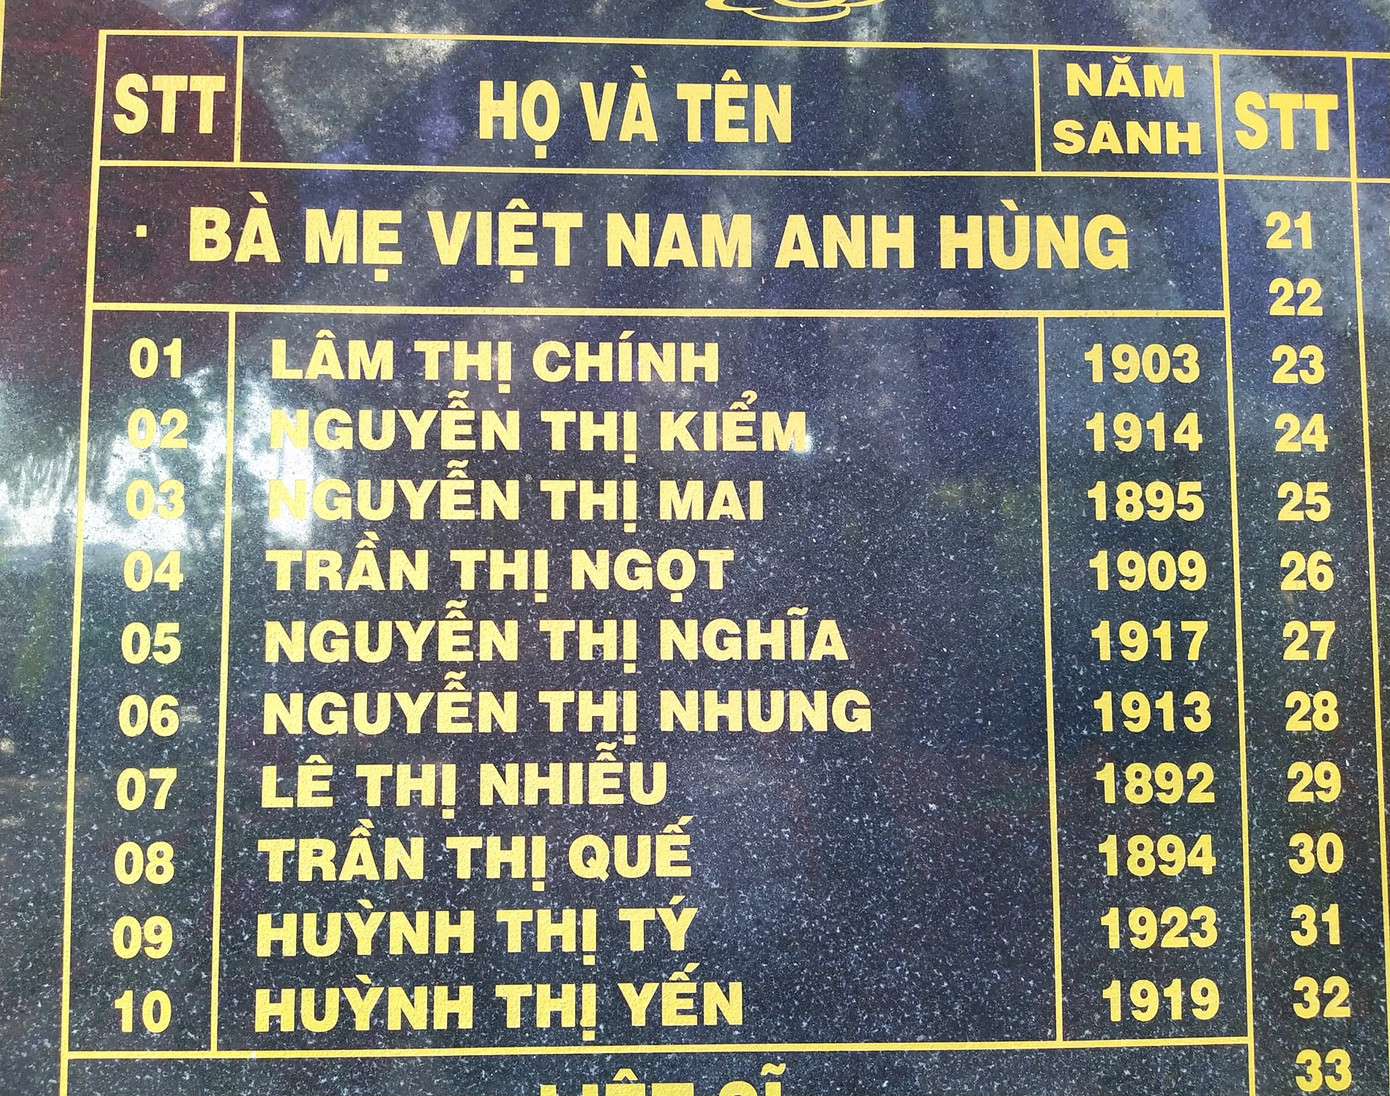 STT HỌ VÀ TÊN NĂM SANH STT
BÀ MẸ VIỆT NAM ANH HÙNG
01 LÂM THỊ CHÍNH 1903
02 NGUYỄN THỊ KIỂM 1914
03 NGUYỄN THỊ MAI 1895
04 TRẦN THỊ NGỌT 1909
05 NGUYỄN THỊ NGHĨA 1917
06 NGUYỄN THỊ NHUNG 1913
07 LÊ THỊ NHIỄU 1892
08 TRẦN THỊ QUẾ 1894
09 HUỲNH THỊ TÝ 1923
10 HUỲNH THỊ YẾN 1919
LIỆT SĨ
21
22
23
24
25
26
27
28
29
30
31
32
33